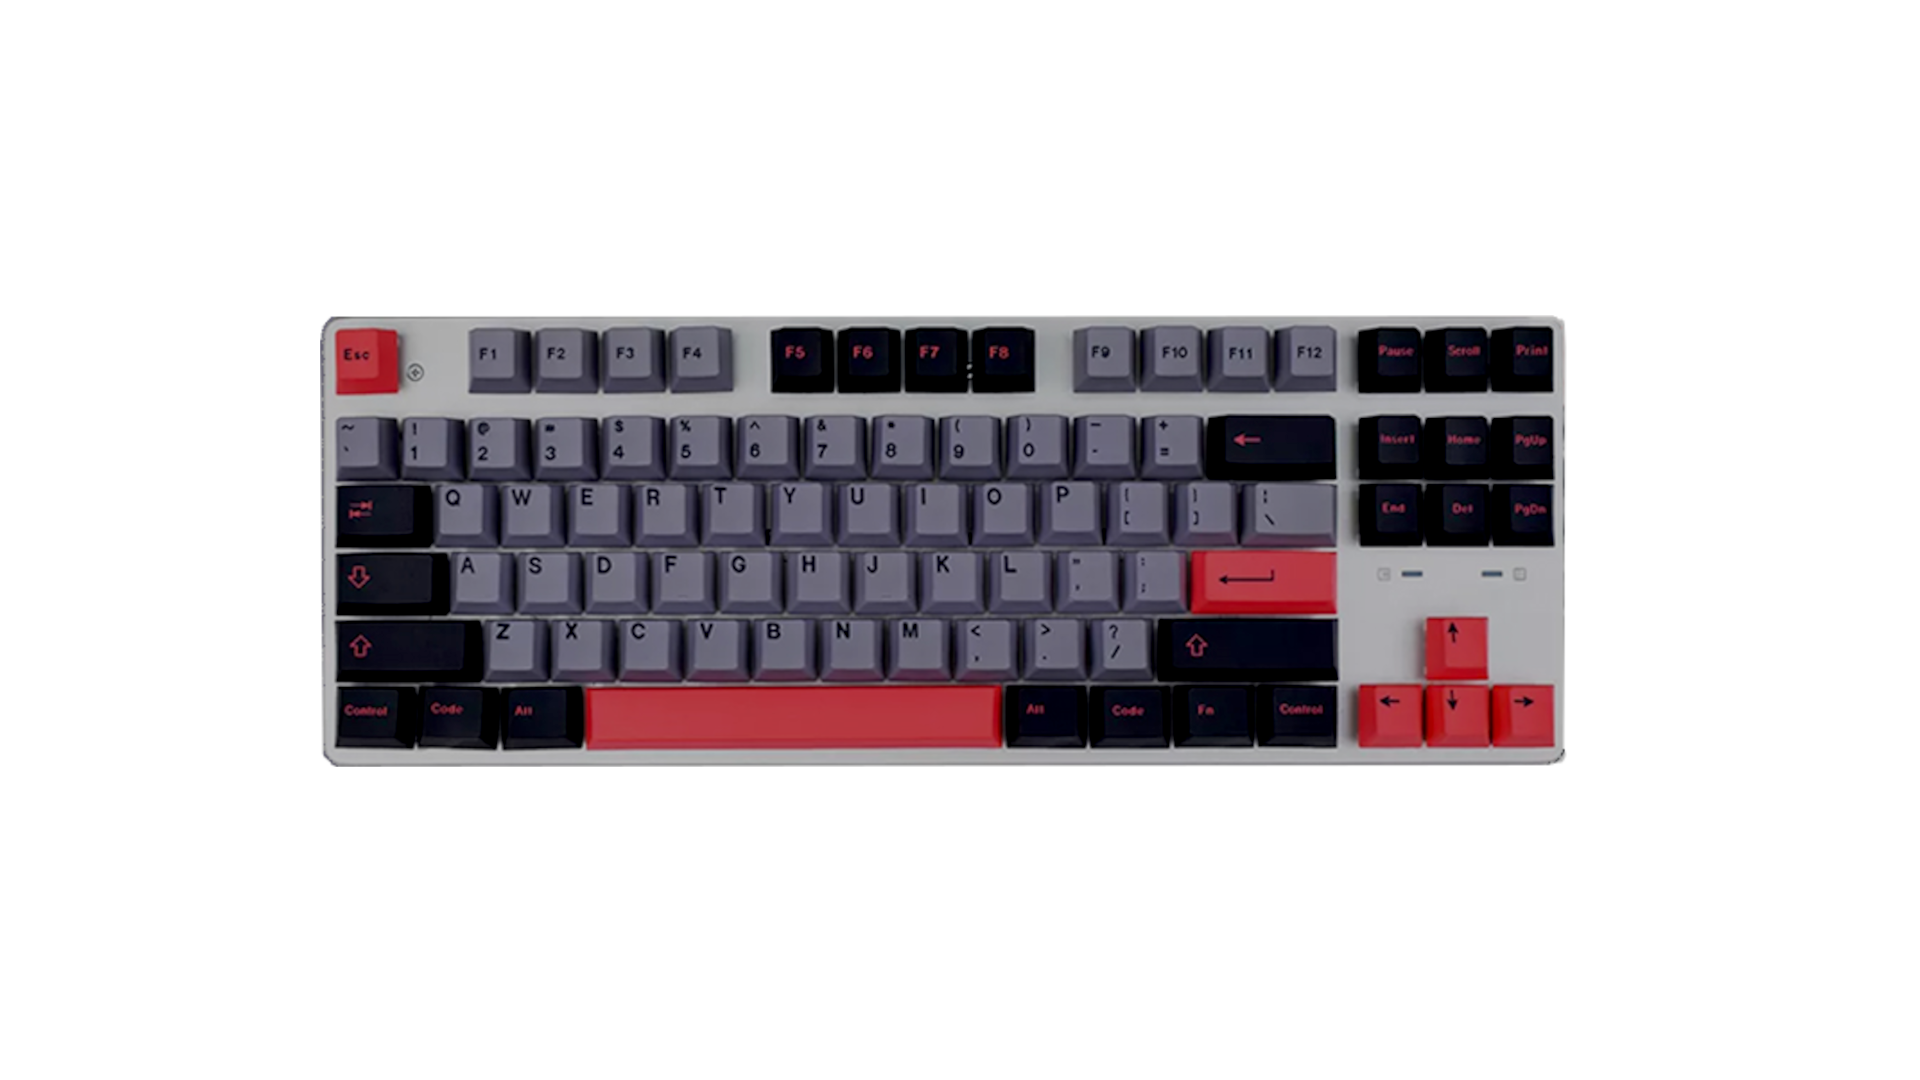 Esc F1 F2 F3 F4 F5 F6 F7 F8 F9 F10 F11 F12 Pause Scroll Print
~ ! @ # $ % ^ & * ( ) — +
` 1 2 3 4 5 6 7 8 9 0 - = ← Insert Home PgUp
Q W E R T Y U I O P { } ¦
[ ] \ End Del PgDn
A S D F G H J K L " :
' ;
Z X C V B N M < > ?
, . /
Control Code Alt Alt Code Fn Control